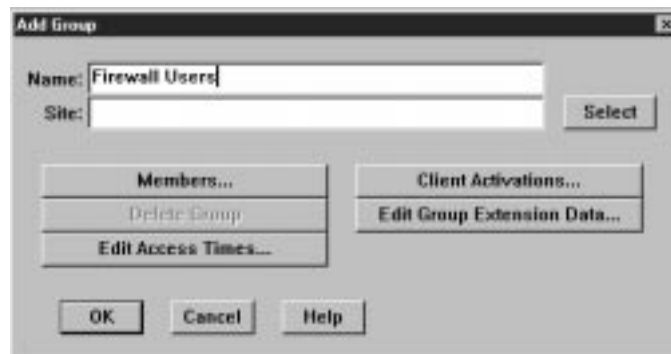 Add Group
Name: Firewall Users
Site:
Select
Members...
Client Activations...
Delete Group
Edit Group Extension Data...
Edit Access Times...
OK
Cancel
Help